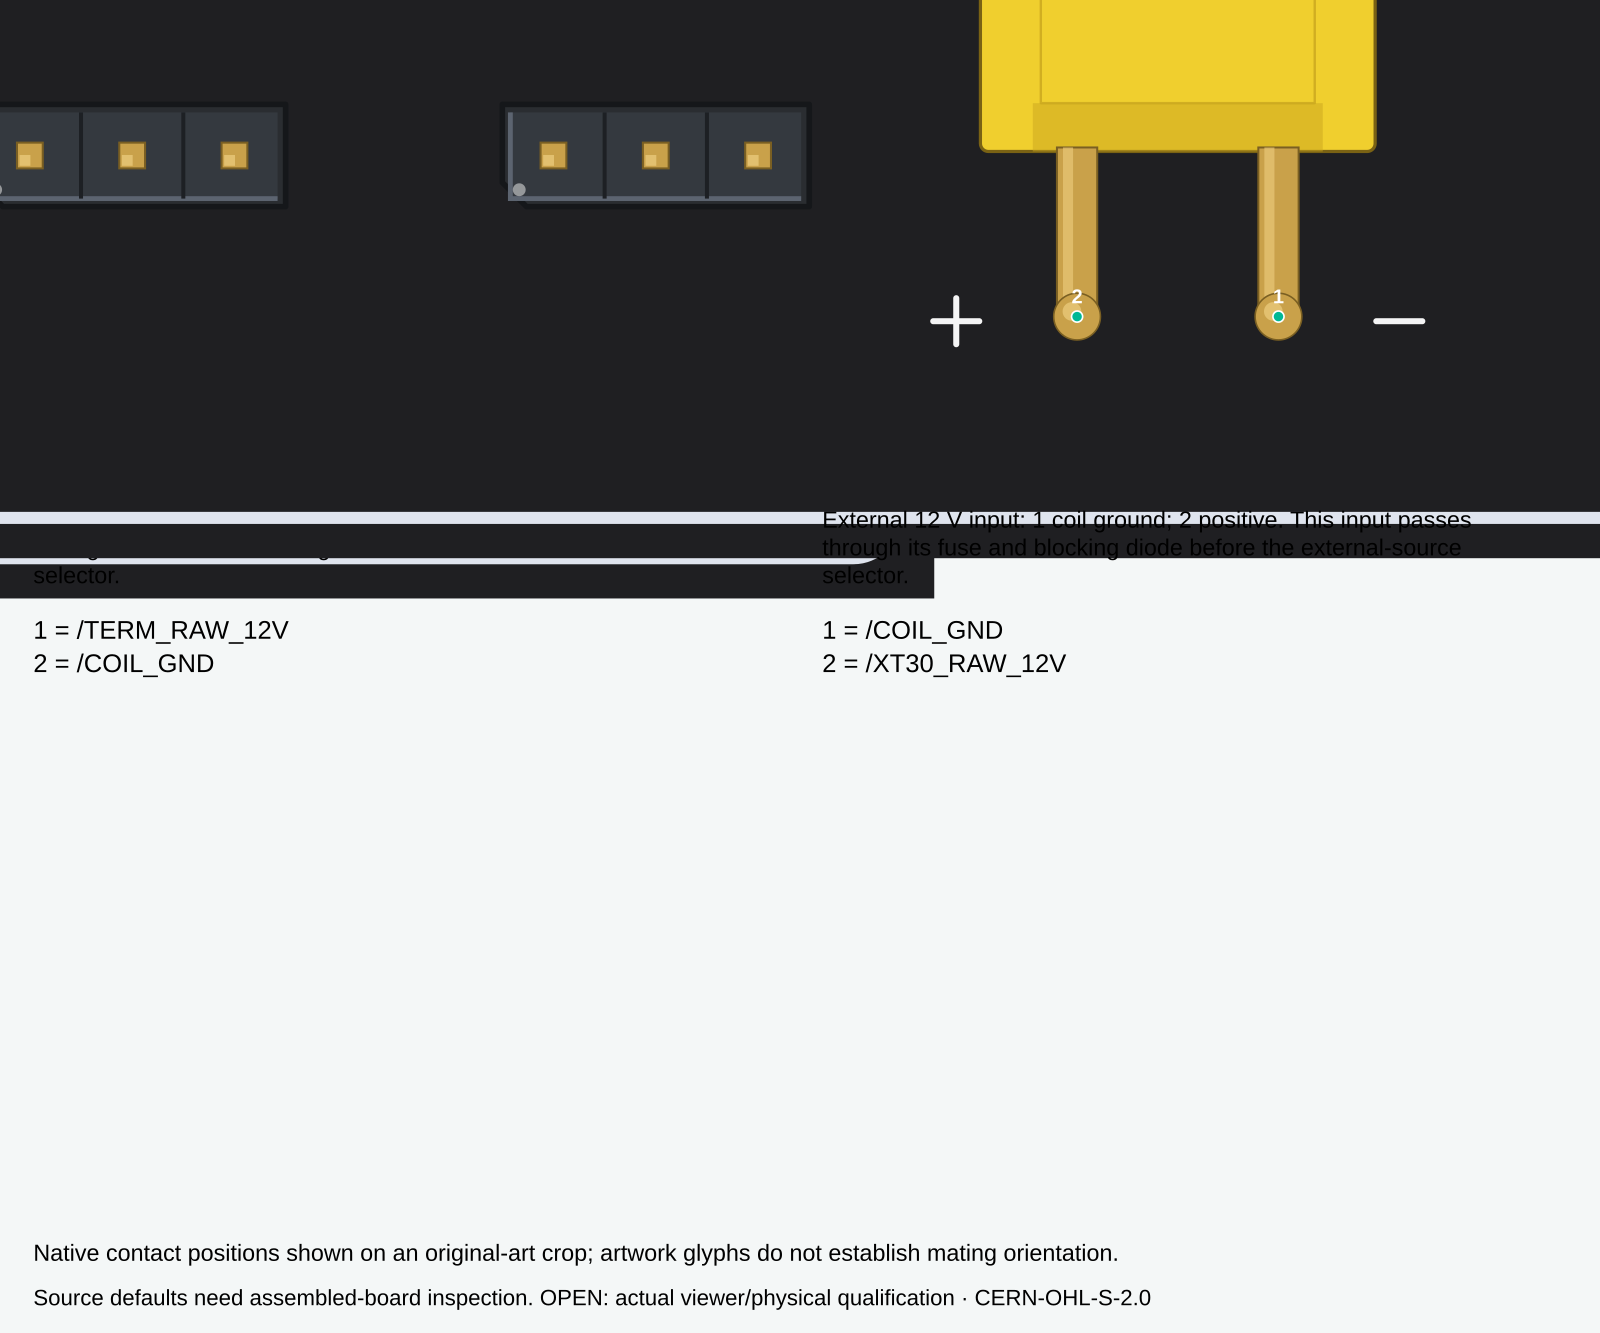 2
1
External 12 V input: 1 coil ground; 2 positive. This input passes
through its fuse and blocking diode before the external-source
selector.
selector.
1 = /TERM_RAW_12V
2 = /COIL_GND
1 = /COIL_GND
2 = /XT30_RAW_12V
Native contact positions shown on an original-art crop; artwork glyphs do not establish mating orientation.
Source defaults need assembled-board inspection. OPEN: actual viewer/physical qualification · CERN-OHL-S-2.0